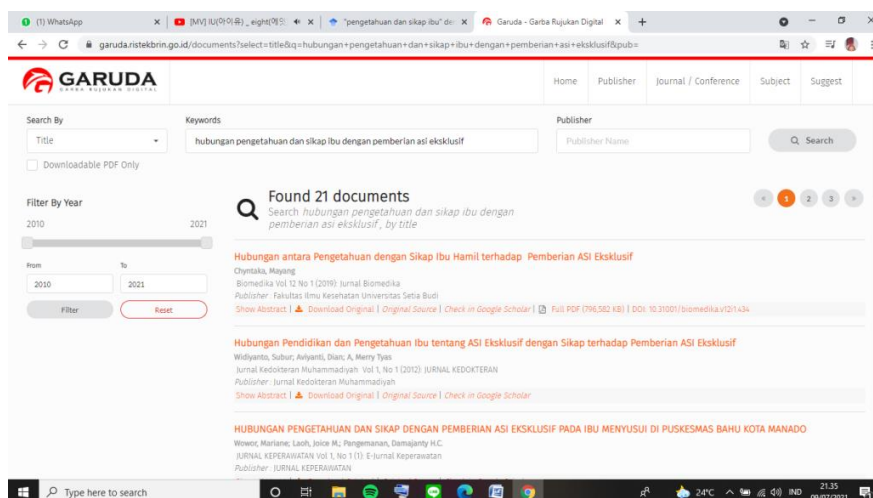 (1) WhatsApp
[MV] IU(아이유) _ eight(에잇
"pengetahuan dan sikap ibu" de
Garuda - Garba Rujukan Digital
garuda.ristekbrin.go.id/documents?select=title&q=hubungan+pengetahuan+dan+sikap+ibu+dengan+pemberian+asi+eksklusif&pub=
GARUDA
GARBA RUJUKAN DIGITAL
Home
Publisher
Journal / Conference
Subject
Suggest
Search By
Keywords
Publisher
Title
hubungan pengetahuan dan sikap ibu dengan pemberian asi eksklusif
Publisher Name
Search
Downloadable PDF Only
Filter By Year
2010
2021
From
To
2010
2021
Filter
Reset
Found 21 documents
Search hubungan pengetahuan dan sikap ibu dengan
pemberian asi eksklusif , by title
«
1
2
3
»
Hubungan antara Pengetahuan dengan Sikap Ibu Hamil terhadap Pemberian ASI Eksklusif
Chyntaka, Mayang
Biomedika Vol 12 No 1 (2019): Jurnal Biomedika
Publisher : Fakultas Ilmu Kesehatan Universitas Setia Budi
Show Abstract | Download Original | Original Source | Check in Google Scholar | Full PDF (796,582 KB) | DOI: 10.31001/biomedika.v12i1.434
Hubungan Pendidikan dan Pengetahuan Ibu tentang ASI Eksklusif dengan Sikap terhadap Pemberian ASI Eksklusif
Widiyanto, Subur; Aviyanti, Dian; A, Merry Tyas
Jurnal Kedokteran Muhammadiyah Vol 1, No 1 (2012): JURNAL KEDOKTERAN
Publisher : Jurnal Kedokteran Muhammadiyah
Show Abstract | Download Original | Original Source | Check in Google Scholar
HUBUNGAN PENGETAHUAN DAN SIKAP DENGAN PEMBERIAN ASI EKSKLUSIF PADA IBU MENYUSUI DI PUSKESMAS BAHU KOTA MANADO
Wowor, Mariane; Laoh, Joice M.; Pangemanan, Damajanty H.C.
JURNAL KEPERAWATAN Vol 1, No 1 (1): E-Jurnal Keperawatan
Publisher : JURNAL KEPERAWATAN
Type here to search
24°C
IND
21.35
09/07/2021